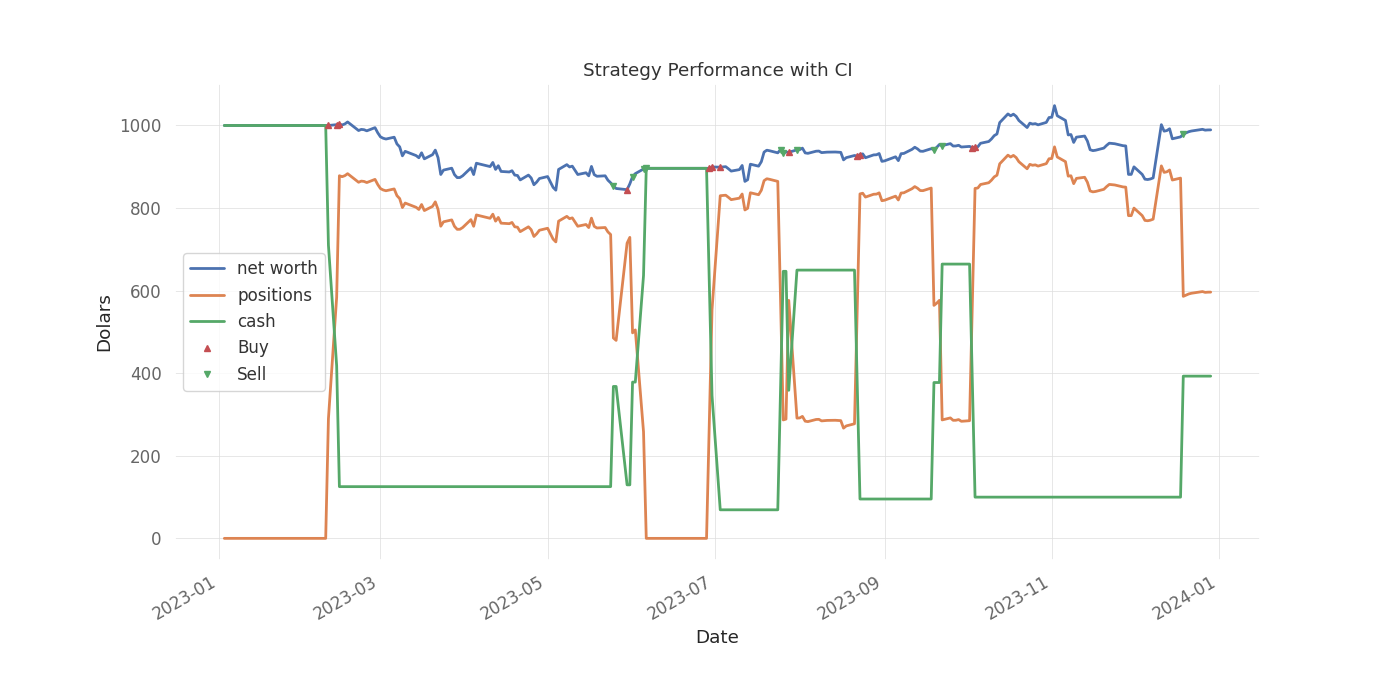 Strategy Performance with CI
1000
800
600
400
200
0
Dolars
net worth
positions
cash
Buy
Sell
2023-01
2023-03
2023-05
2023-07
2023-09
2023-11
2024-01
Date